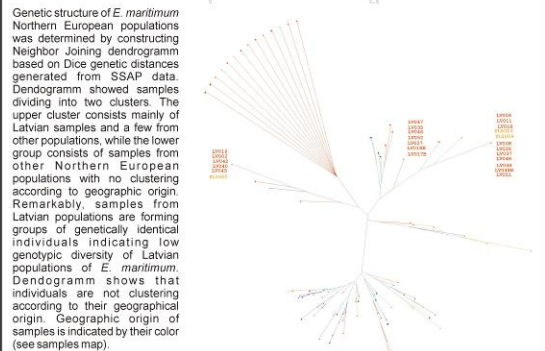 Genetic structure of E. maritimum
Northern European populations
was determined by constructing
Neighbor Joining dendrogramm
based on Dice genetic distances
generated from SSAP data.
Dendogramm showed samples
dividing into two clusters. The
upper cluster consists mainly of
Latvian samples and a few from
other populations, while the lower
group consists of samples from
other Northern European
populations with no clustering
according to geographic origin.
Remarkably, samples from
Latvian populations are forming
groups of genetically identical
individuals indicating low
genotypic diversity of Latvian
populations of E. maritimum.
Dendogramm shows that
individuals are not clustering
according to their geographical
origin. Geographic origin of
samples is indicated by their color
(see samples map).